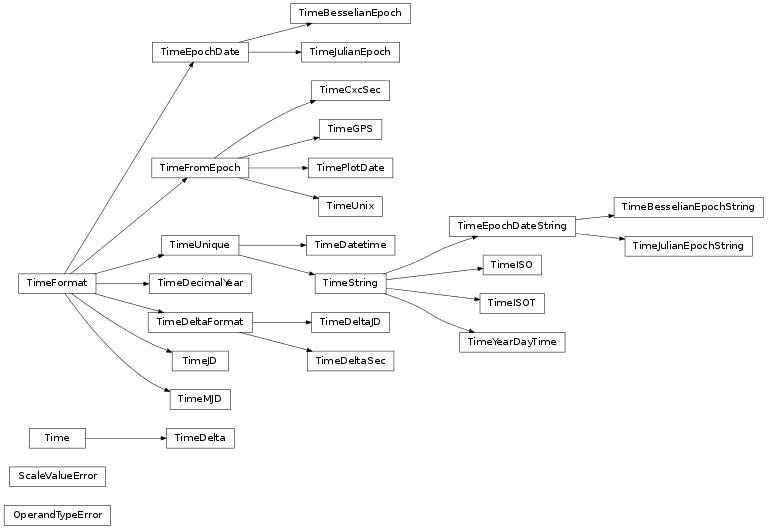 TimeBesselianEpoch
TimeEpochDate
TimeJulianEpoch
TimeCxcSec
TimeGPS
TimeFromEpoch
TimePlotDate
TimeUnix
TimeBesselianEpochString
TimeEpochDateString
TimeUnique
TimeDatetime
TimeJulianEpochString
TimeISO
TimeFormat
TimeDecimalYear
TimeString
TimeISOT
TimeDeltaFormat
TimeDeltaJD
TimeYearDayTime
TimeJD
TimeDeltaSec
TimeMJD
Time
TimeDelta
ScaleValueError
OperandTypeError